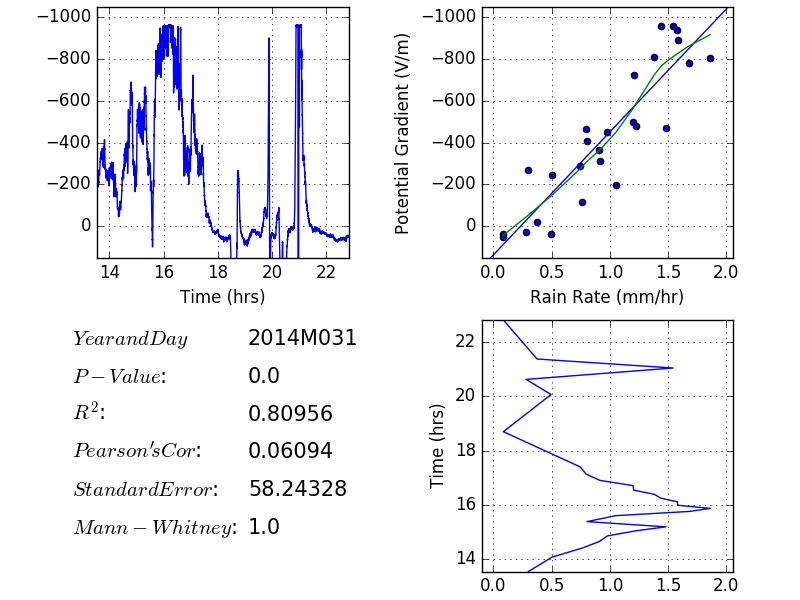 −1000
−800
−600
−400
−200
0
14 16 18 20 22
Time (hrs)
Potential Gradient (V/m)
−1000
−800
−600
−400
−200
0
0.0 0.5 1.0 1.5 2.0
Rain Rate (mm/hr)
YearandDay 2014M031
P−Value: 0.0
R²: 0.80956
Pearson'sCor: 0.06094
StandardError: 58.24328
Mann−Whitney: 1.0
Time (hrs)
22
20
18
16
14
0.0 0.5 1.0 1.5 2.0